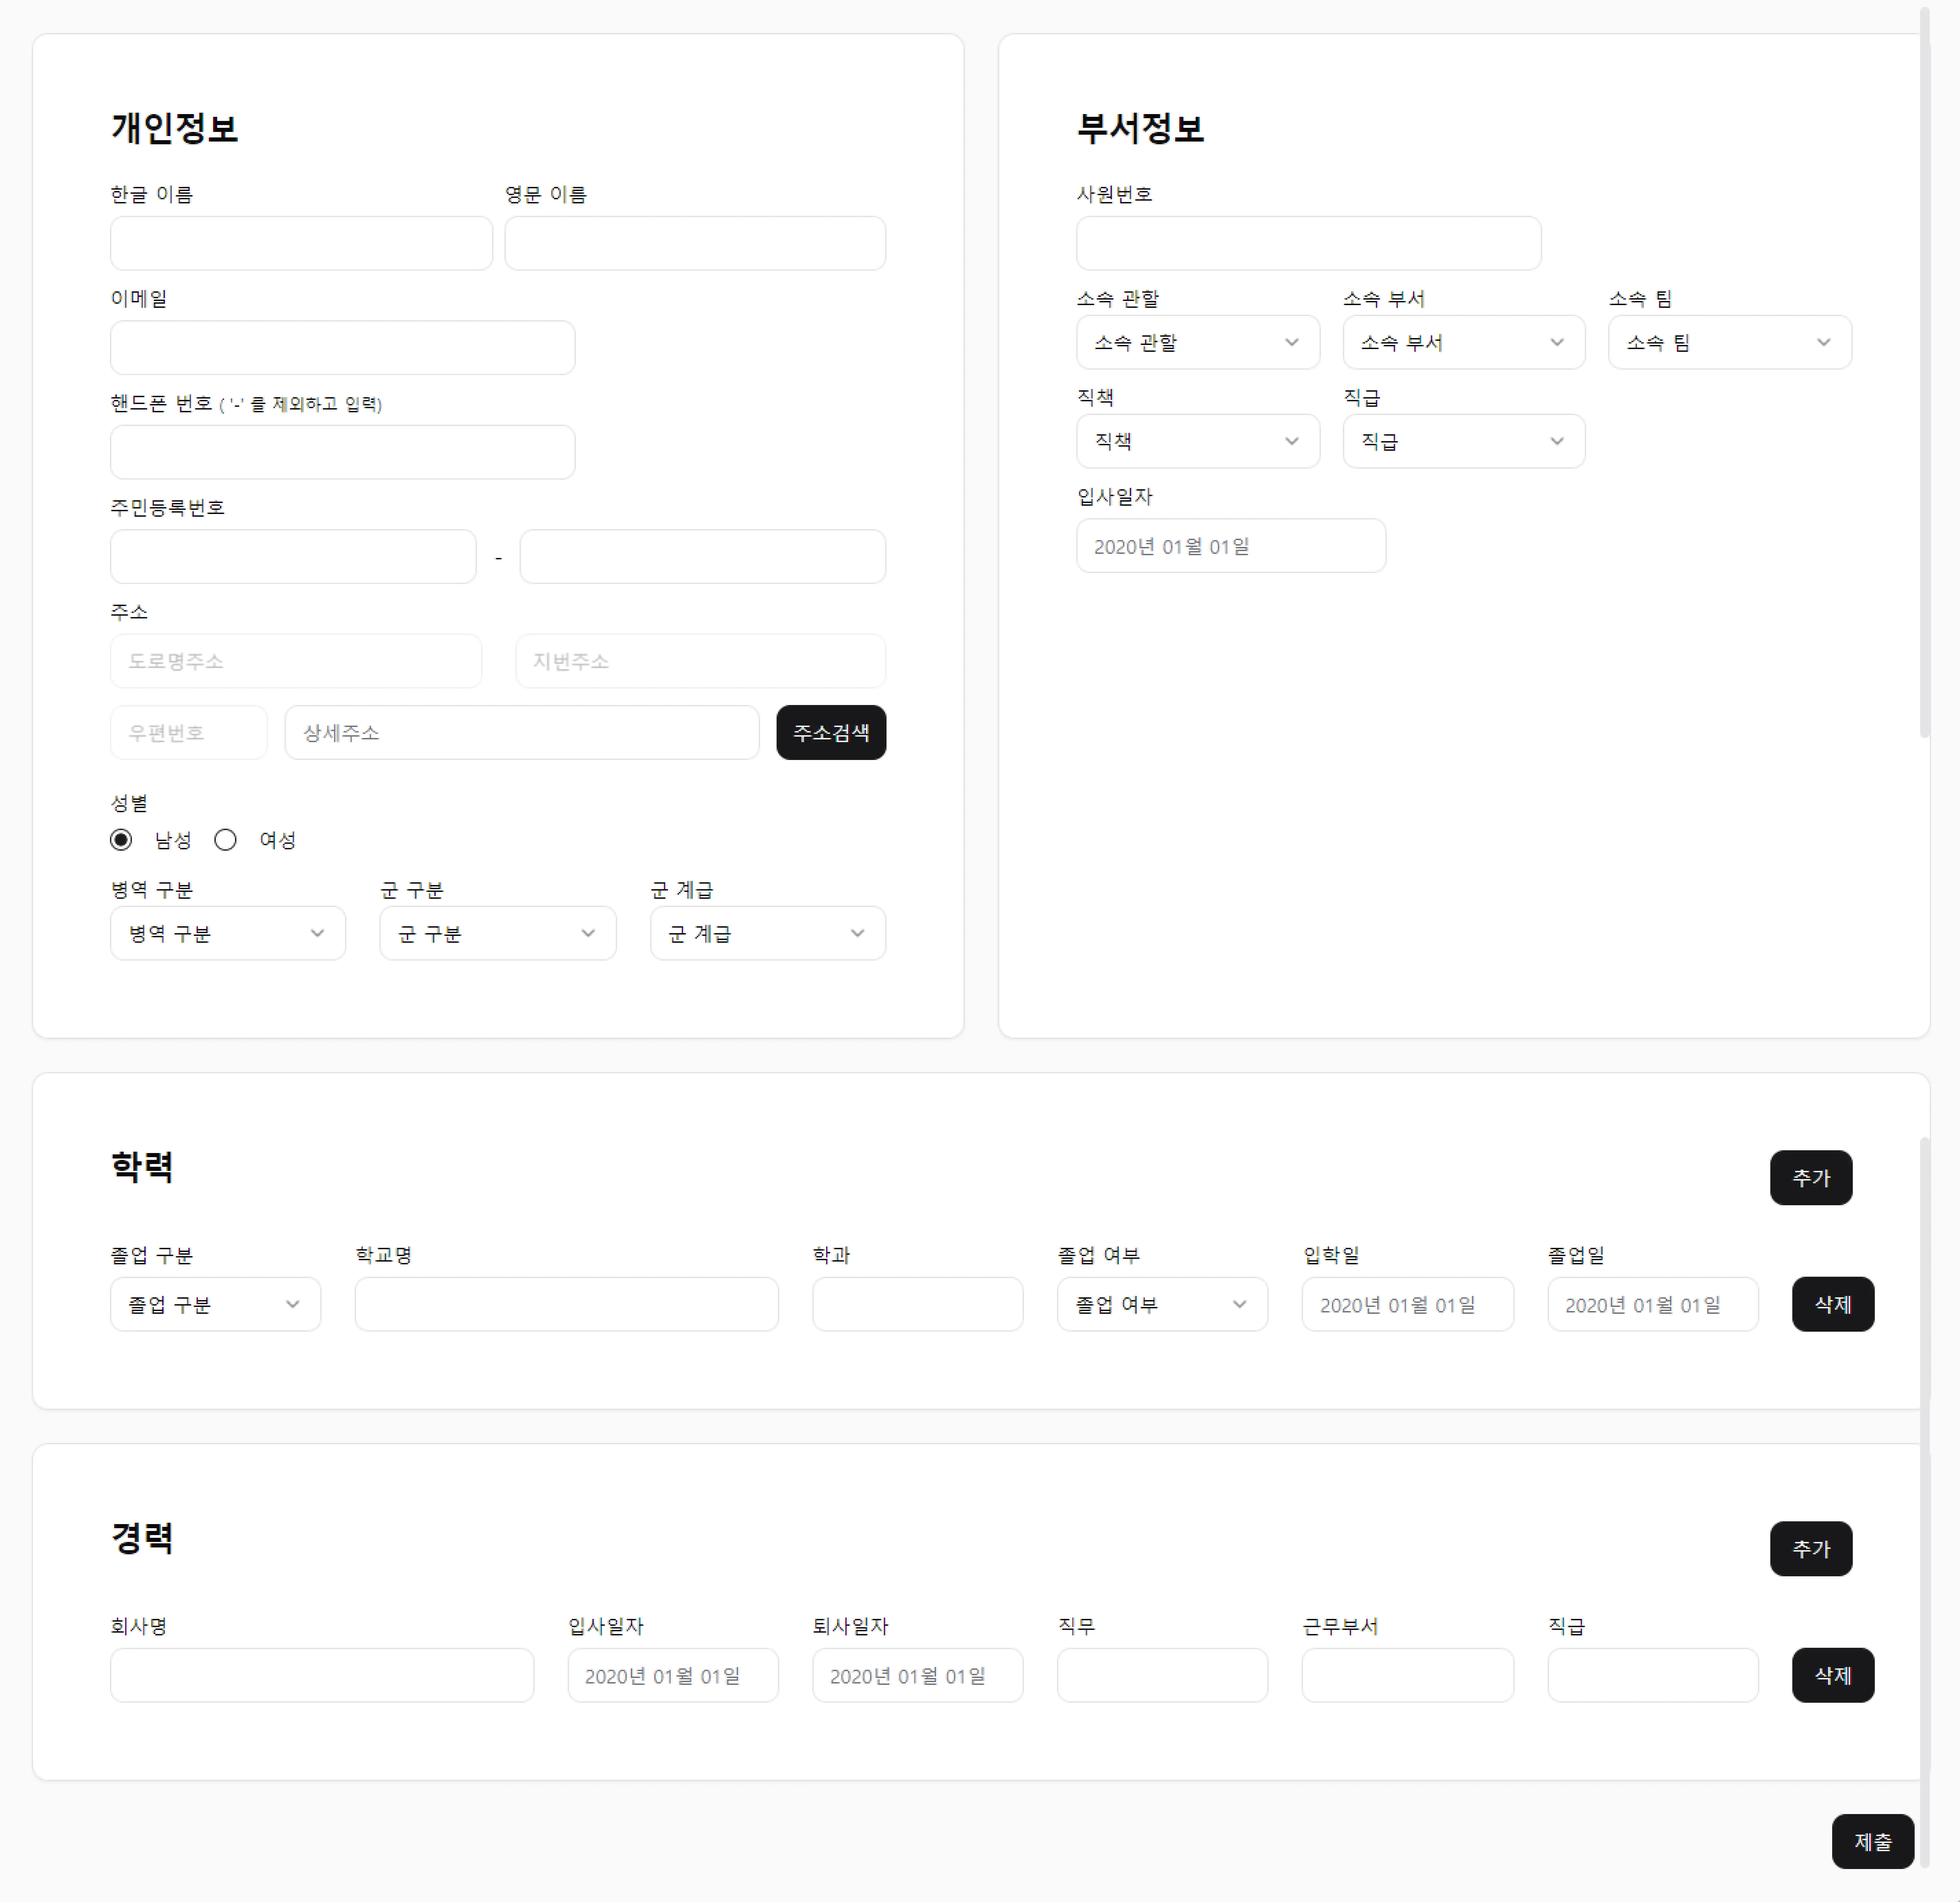 개인정보
한글 이름 영문 이름
이메일
핸드폰 번호 ( '-' 를 제외하고 입력)
주민등록번호
-
주소
도로명주소 지번주소
우편번호 상세주소 주소검색
성별
남성 여성
병역 구분 군 구분 군 계급
병역 구분 군 구분 군 계급
부서정보
사원번호
소속 관할 소속 부서 소속 팀
소속 관할 소속 부서 소속 팀
직책 직급
직책 직급
입사일자
2020년 01월 01일
학력 추가
졸업 구분 학교명 학과 졸업 여부 입학일 졸업일
졸업 구분 졸업 여부 2020년 01월 01일 2020년 01월 01일 삭제
경력 추가
회사명 입사일자 퇴사일자 직무 근무부서 직급
2020년 01월 01일 2020년 01월 01일 삭제
제출